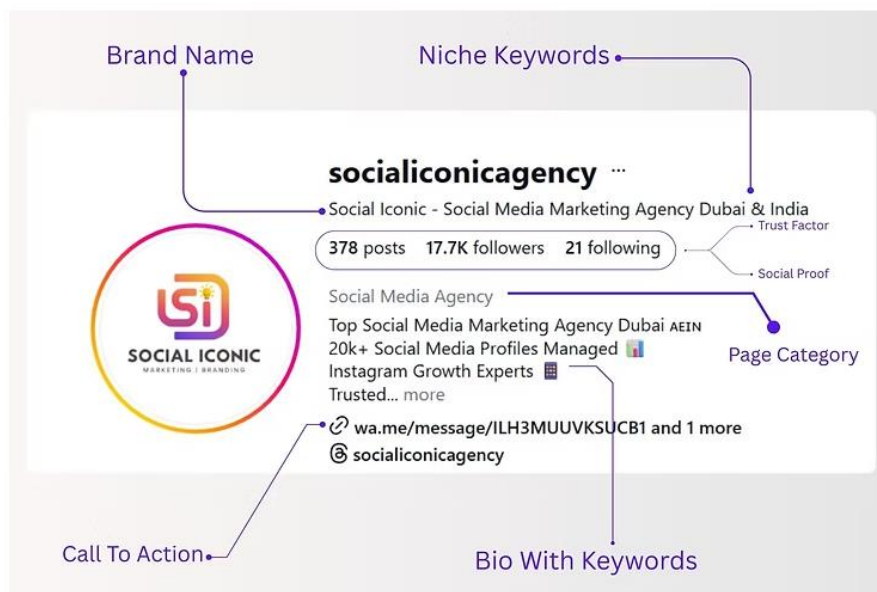 Brand Name
Niche Keywords
socialiconicagency ...
Social Iconic - Social Media Marketing Agency Dubai & India
Trust Factor
378 posts 17.7K followers 21 following
Social Proof
Social Media Agency
Top Social Media Marketing Agency Dubai ᴀᴇɪɴ
20k+ Social Media Profiles Managed 📊
Instagram Growth Experts 📱
Trusted... more
Page Category
SI
SOCIAL ICONIC
MARKETING | BRANDING
wa.me/message/ILH3MUUVKSUCB1 and 1 more
socialiconicagency
Call To Action
Bio With Keywords